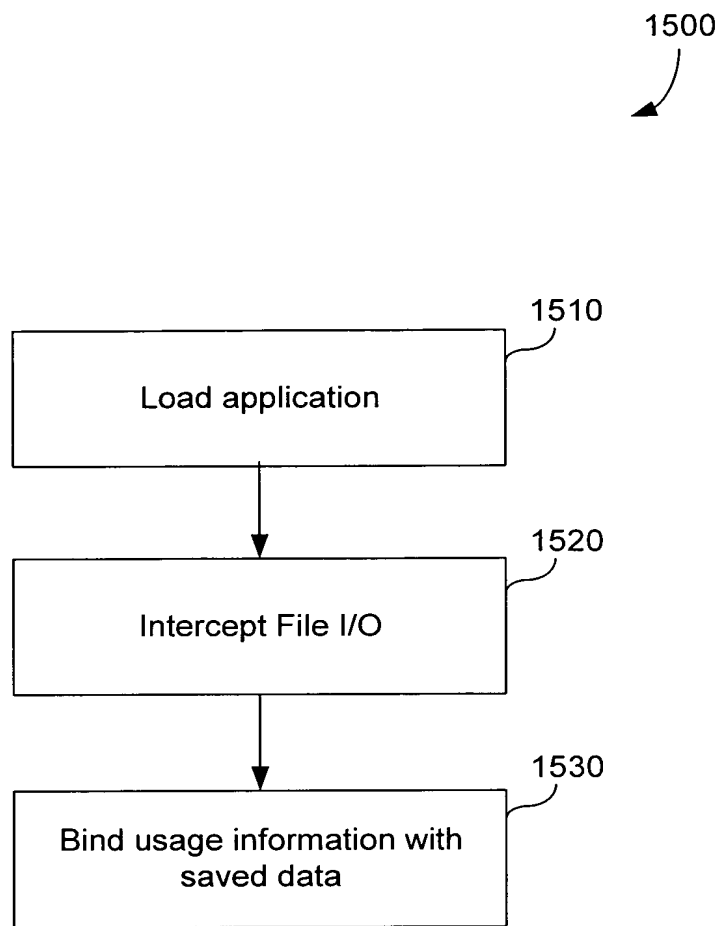 1500
1510
Load application
1520
Intercept File I/O
1530
Bind usage information with
saved data